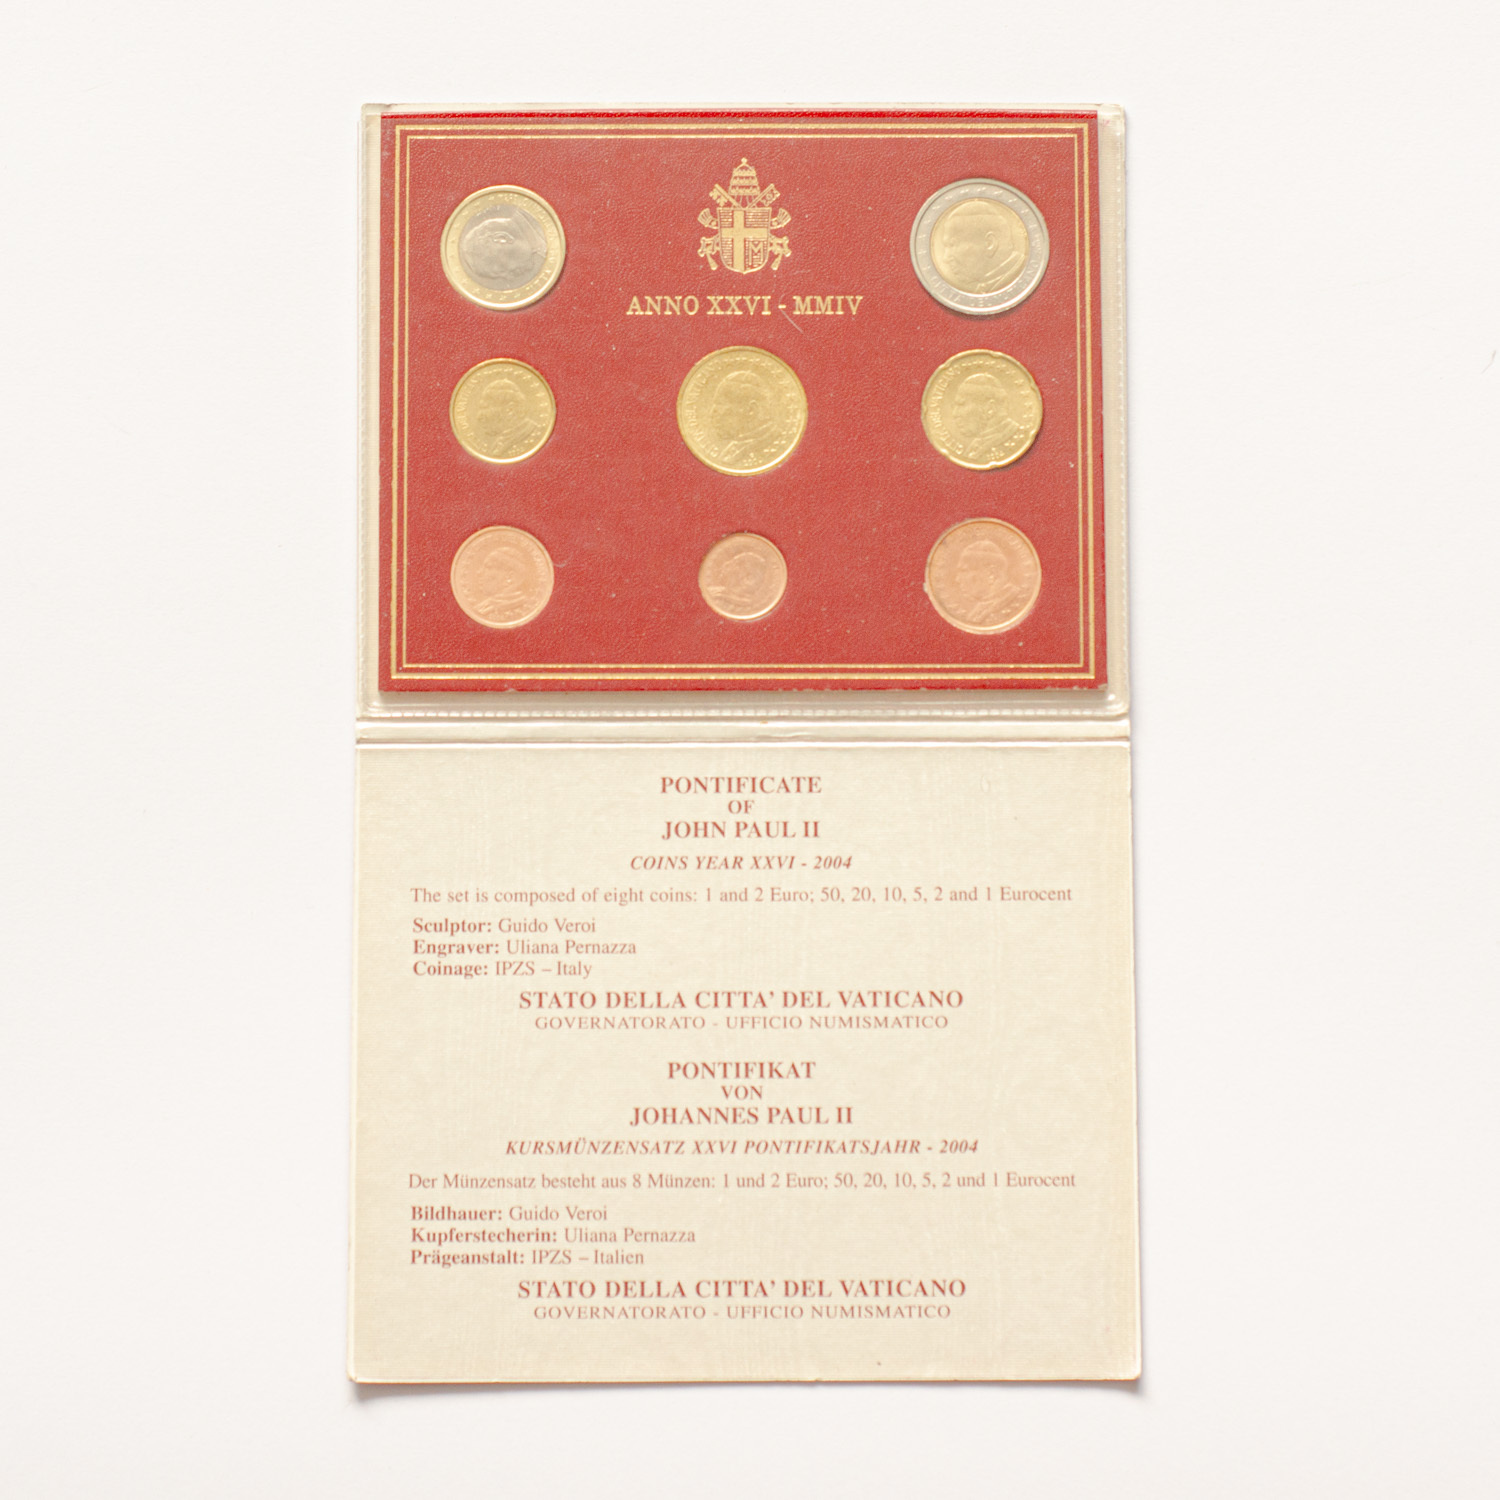 ANNO XXVI - MMIV
PONTIFICATE
OF
JOHN PAUL II
COINS YEAR XXVI - 2004
The set is composed of eight coins: 1 and 2 Euro; 50, 20, 10, 5, 2 and 1 Eurocent
Sculptor: Guido Veroi
Engraver: Uliana Pernazza
Coinage: IPZS – Italy
STATO DELLA CITTA' DEL VATICANO
GOVERNATORATO - UFFICIO NUMISMATICO
PONTIFIKAT
VON
JOHANNES PAUL II
KURSMÜNZENSATZ XXVI PONTIFIKATSJAHR - 2004
Der Münzensatz besteht aus 8 Münzen: 1 und 2 Euro; 50, 20, 10, 5, 2 und 1 Eurocent
Bildhauer: Guido Veroi
Kupferstecherin: Uliana Pernazza
Prägeanstalt: IPZS – Italien
STATO DELLA CITTA' DEL VATICANO
GOVERNATORATO - UFFICIO NUMISMATICO